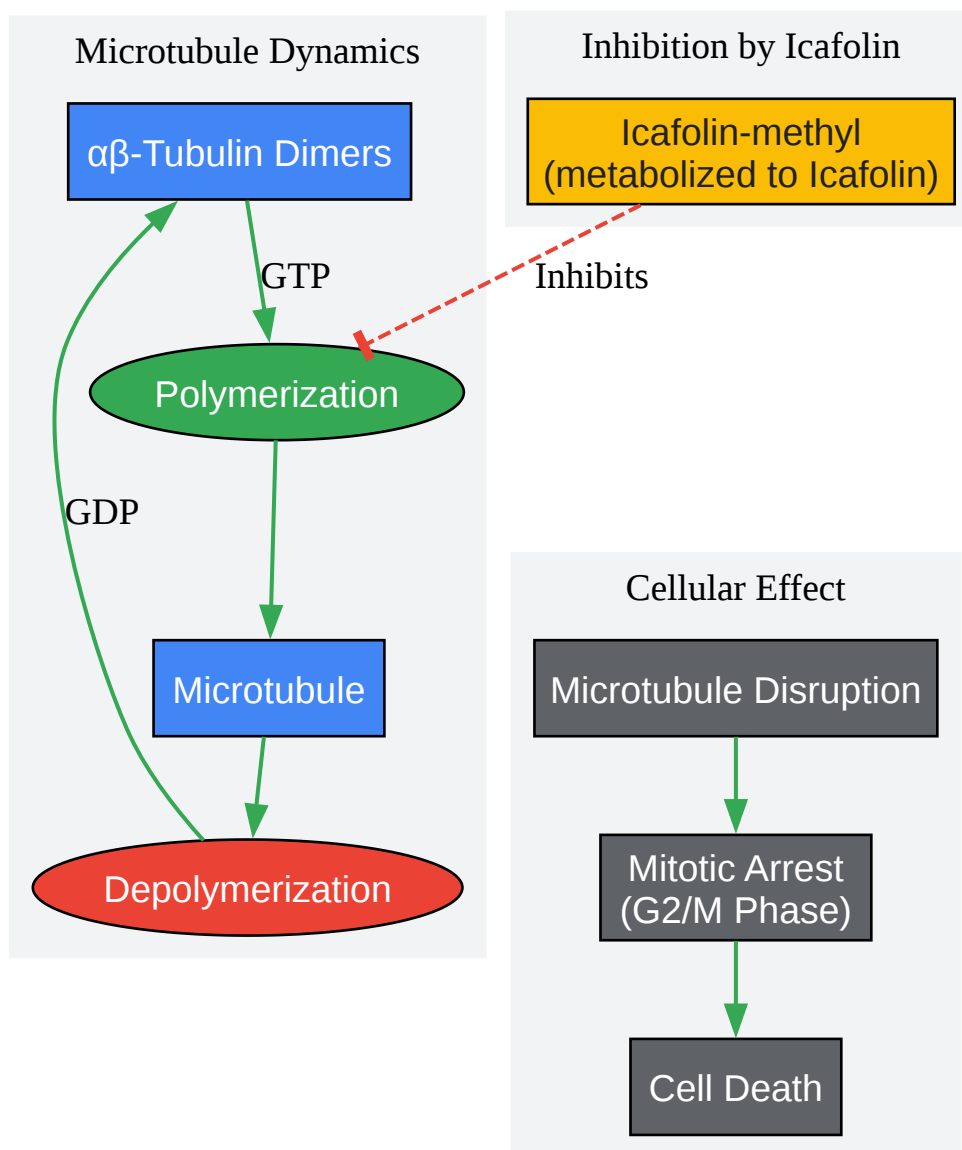 Microtubule Dynamics
αβ-Tubulin Dimers
GTP
Polymerization
GDP
Microtubule
Depolymerization
Inhibition by Icafolin
Icafolin-methyl
(metabolized to Icafolin)
Inhibits
Cellular Effect
Microtubule Disruption
Mitotic Arrest
(G2/M Phase)
Cell Death